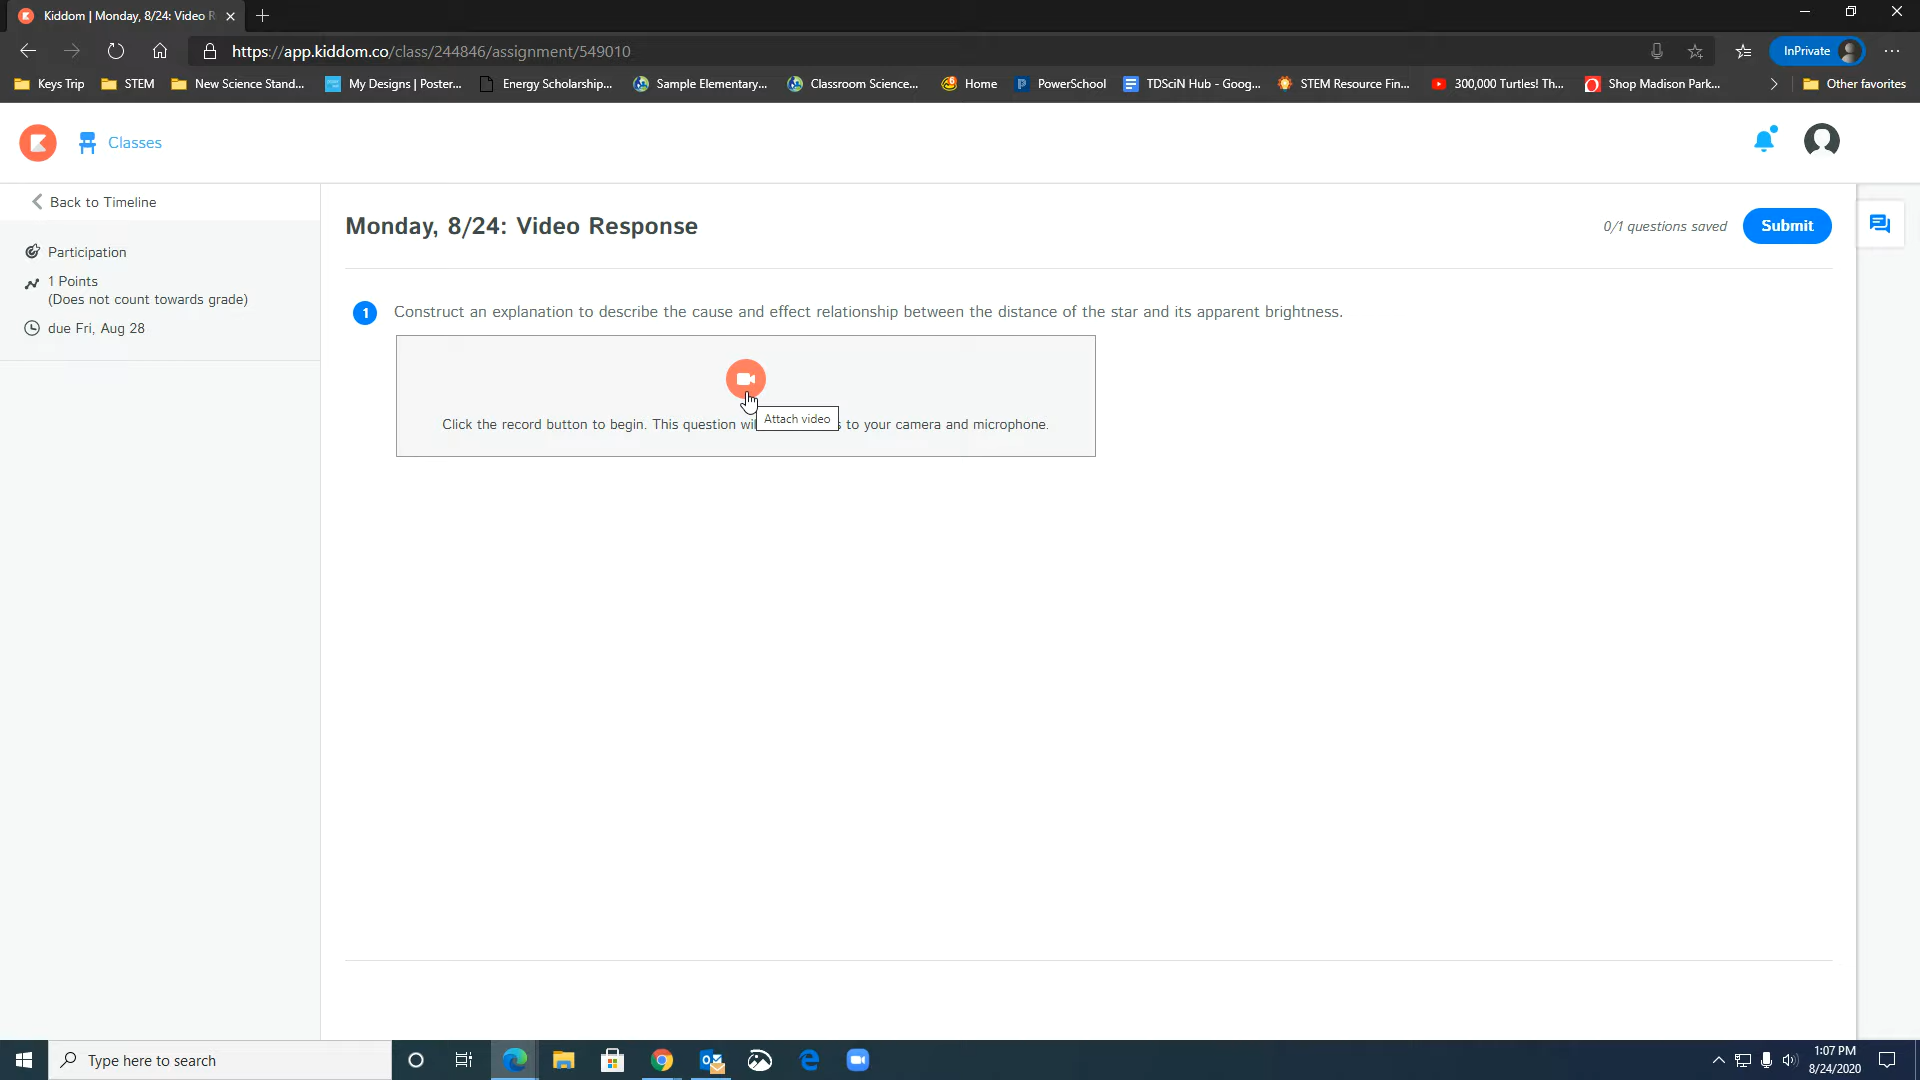 Kiddom | Monday, 8/24: Video R
https://app.kiddom.co/class/244846/assignment/549010
InPrivate
Keys Trip
STEM
New Science Stand...
My Designs | Poster...
Energy Scholarship...
Sample Elementary...
Classroom Science...
Home
PowerSchool
TDSciN Hub - Goog...
STEM Resource Fin...
300,000 Turtles! Th...
Shop Madison Park...
Other favorites
Classes
Back to Timeline
Participation
1 Points
(Does not count towards grade)
due Fri, Aug 28
Monday, 8/24: Video Response
0/1 questions saved
Submit
1 Construct an explanation to describe the cause and effect relationship between the distance of the star and its apparent brightness.
Attach video
Click the record button to begin. This question wil s to your camera and microphone.
Type here to search
1:07 PM
8/24/2020